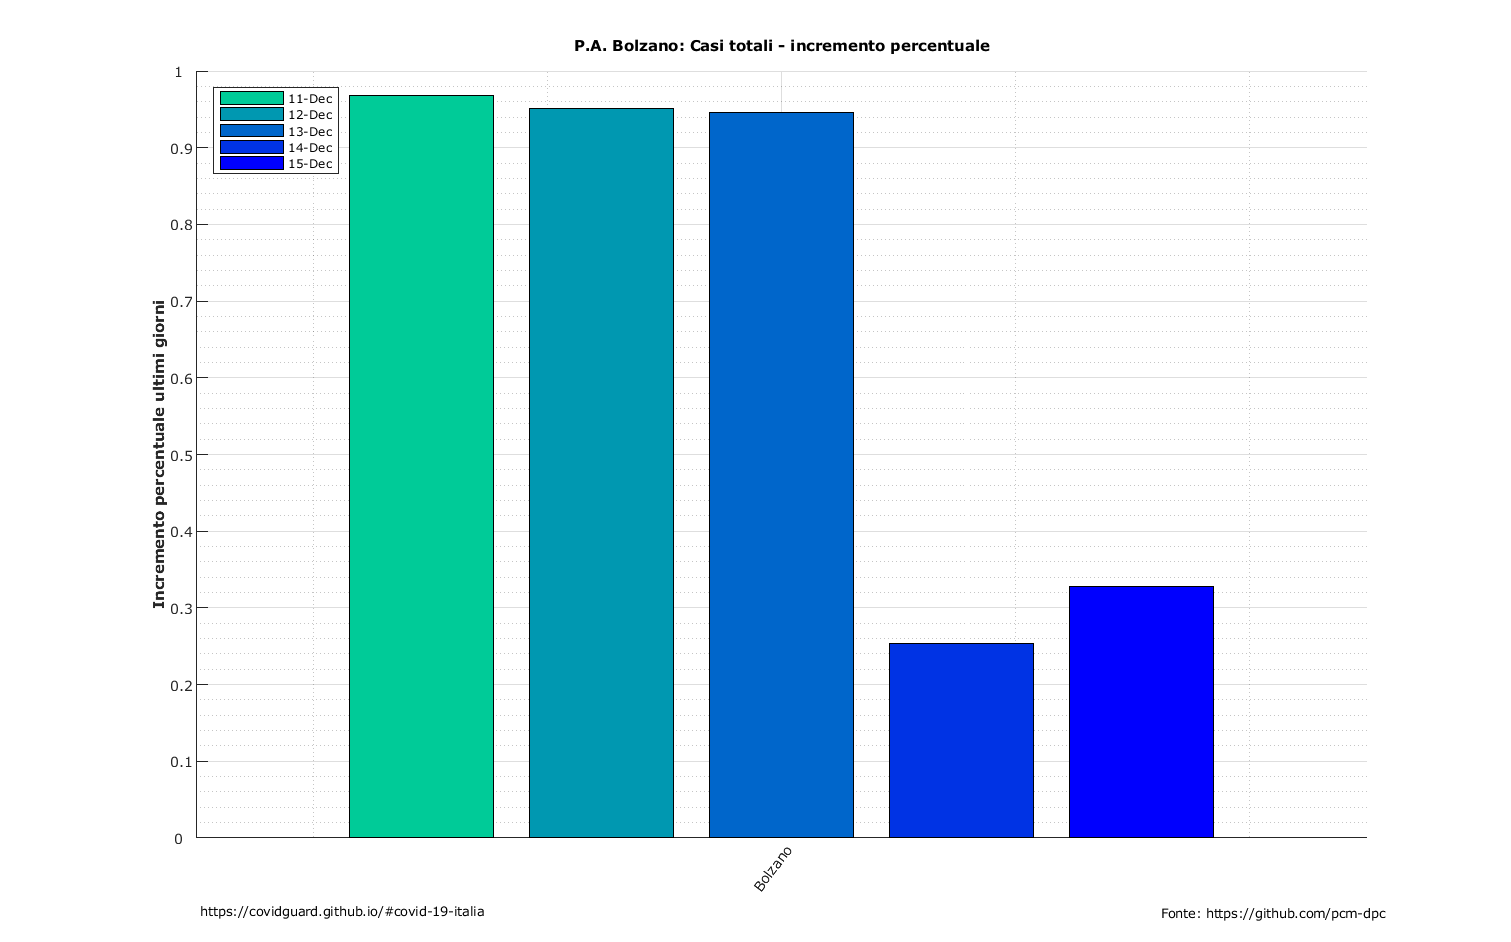 P.A. Bolzano: Casi totali - incremento percentuale
Incremento percentuale ultimi giorni
1
0.9
0.8
0.7
0.6
0.5
0.4
0.3
0.2
0.1
0
11-Dec
12-Dec
13-Dec
14-Dec
15-Dec
Bolzano
https://covidguard.github.io/#covid-19-italia
Fonte: https://github.com/pcm-dpc